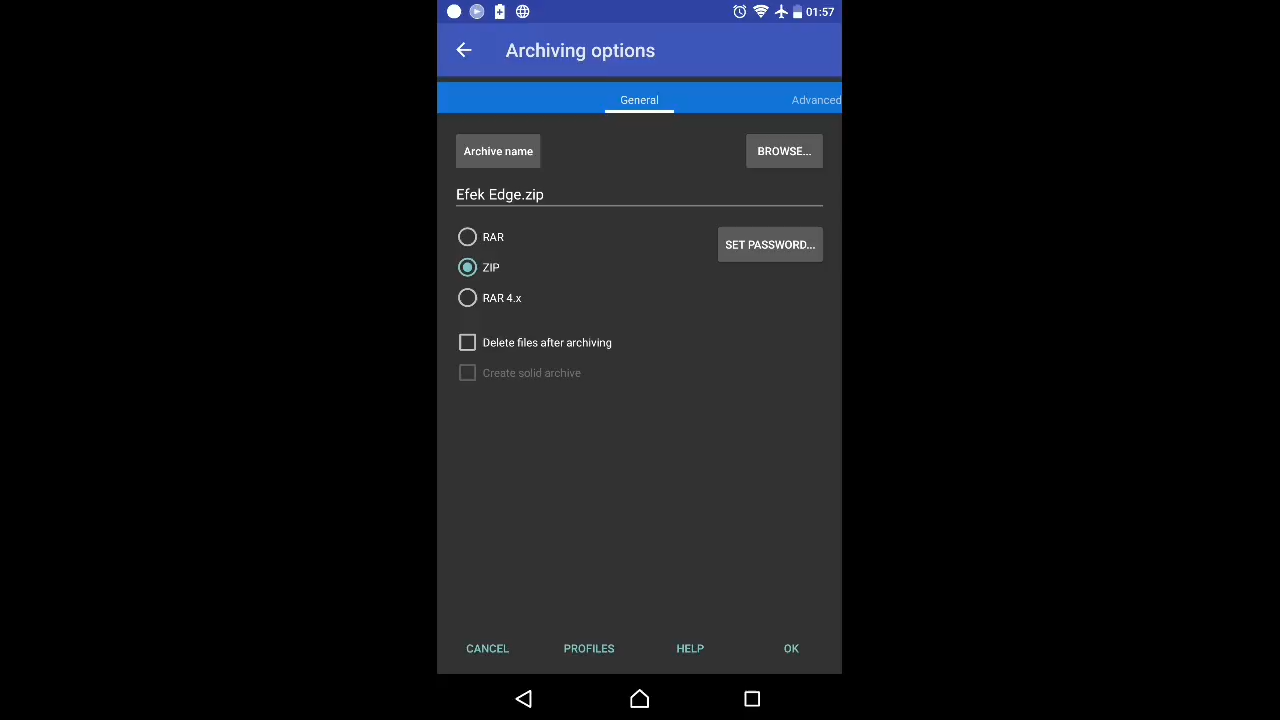 01:57
Archiving options
General
Advanced
Archive name
BROWSE...
Efek Edge.zip
RAR
SET PASSWORD...
ZIP
RAR 4.x
Delete files after archiving
Create solid archive
CANCEL
PROFILES
HELP
OK